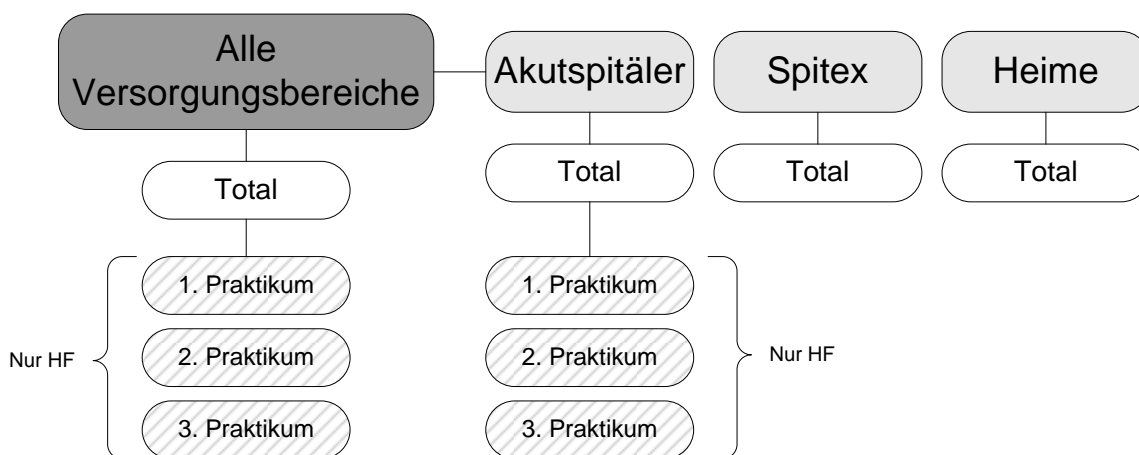 Alle
Versorgungsbereiche
Akutspitäler
Spitex
Heime
Total
Total
Total
Total
1. Praktikum
2. Praktikum
3. Praktikum
Nur HF
1. Praktikum
2. Praktikum
3. Praktikum
Nur HF